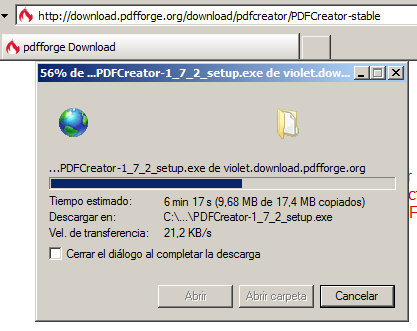 http://download.pdfforge.org/download/pdfcreator/PDFCreator-stable
pdfforge Download
56% de ...PDFCreator-1_7_2_setup.exe de violet.dow...
...PDFCreator-1_7_2_setup.exe de violet.download.pdfforge.org
Tiempo estimado: 6 min 17 s (9,68 MB de 17,4 MB copiados)
Descargar en: C:\...\PDFCreator-1_7_2_setup.exe
Vel. de transferencia: 21,2 KB/s
Cerrar el diálogo al completar la descarga
Abrir Abrir carpeta Cancelar